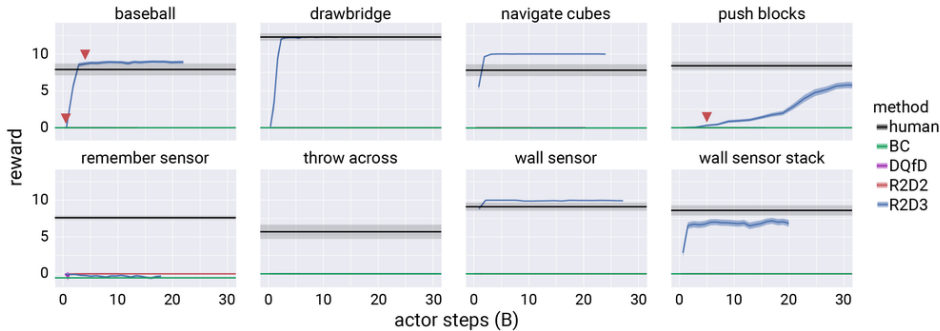 baseball drawbridge navigate cubes push blocks
10
5
0
remember sensor throw across wall sensor wall sensor stack
10
5
0
0 10 20 30 0 10 20 30 0 10 20 30 0 10 20 30
actor steps (B)
reward
method
human
BC
DQfD
R2D2
R2D3